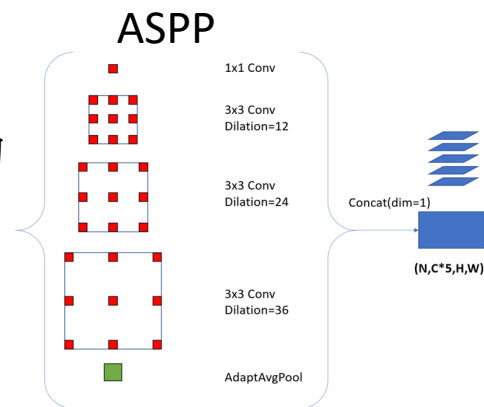 ASPP
1x1 Conv
3x3 Conv
Dilation=12
3x3 Conv
Dilation=24
Concat(dim=1)
(N,C*5,H,W)
3x3 Conv
Dilation=36
AdaptAvgPool